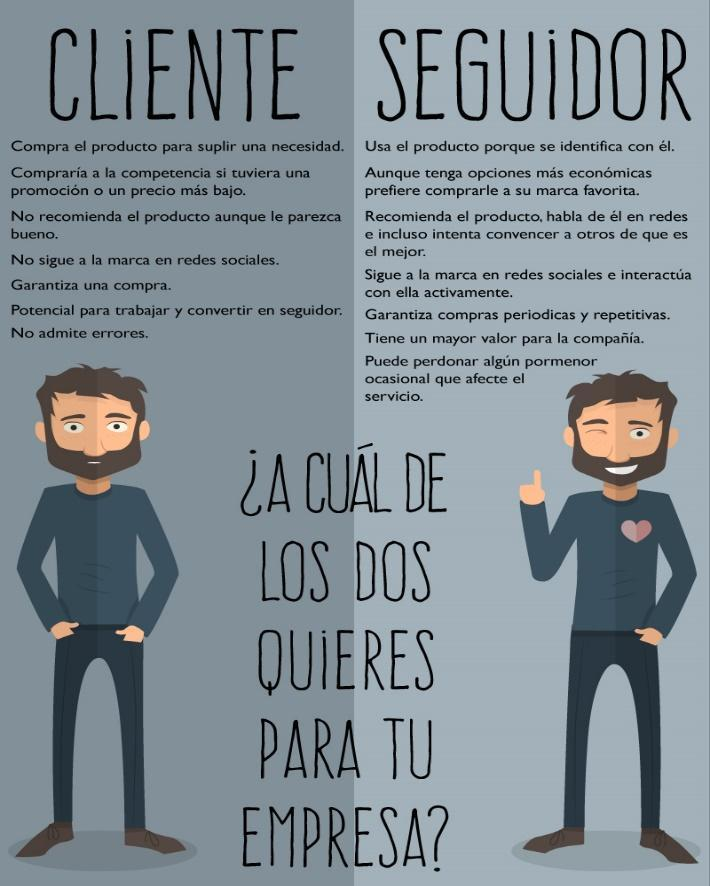 CLiENTE
Compra el producto para suplir una necesidad.
Compraría a la competencia si tuviera una
promoción o un precio más bajo.
No recomienda el producto aunque le parezca
bueno.
No sigue a la marca en redes sociales.
Garantiza una compra.
Potencial para trabajar y convertir en seguidor.
No admite errores.
SEGUiDOR
Usa el producto porque se identifica con él.
Aunque tenga opciones más económicas
prefiere comprarle a su marca favorita.
Recomienda el producto, habla de él en redes
e incluso intenta convencer a otros de que es
el mejor.
Sigue a la marca en redes sociales e interactúa
con ella activamente.
Garantiza compras periodicas y repetitivas.
Tiene un mayor valor para la compañía.
Puede perdonar algún pormenor
ocasional que afecte el
servicio.
¿A CUÁL DE
LOS DOS
QUiERES
PARA TU
EMPRESA?